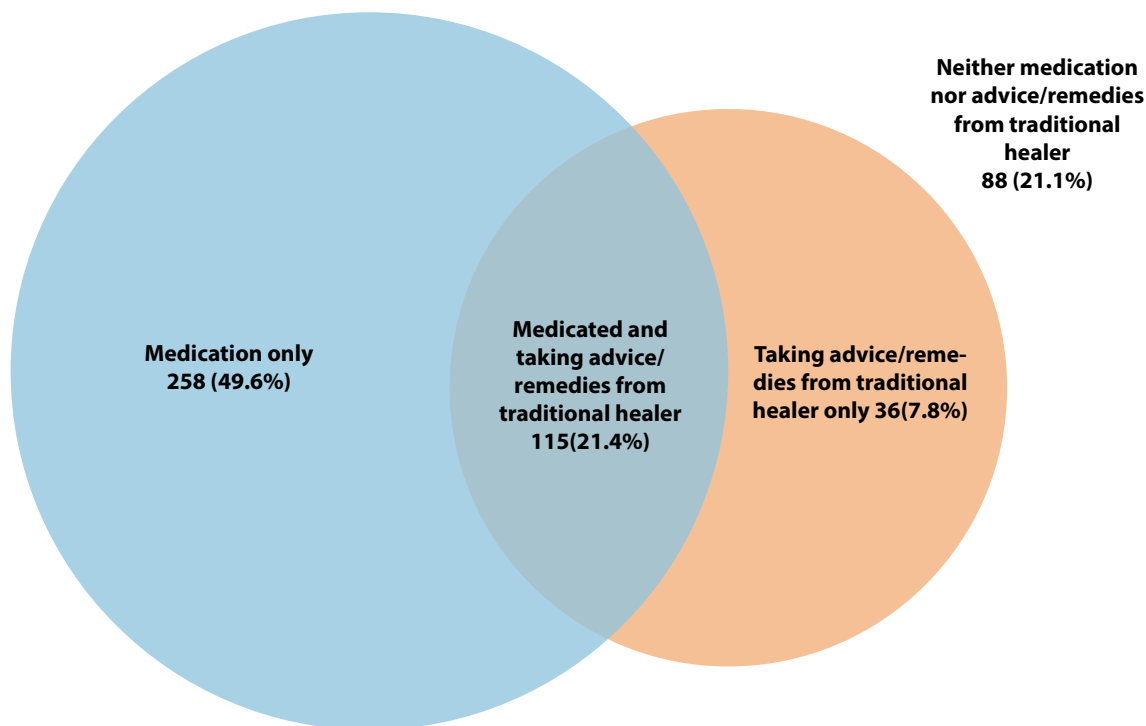 Neither medication
nor advice/remedies
from traditional
healer
88 (21.1%)
Medication only
258 (49.6%)
Medicated and
taking advice/
remedies from
traditional healer
115(21.4%)
Taking advice/reme-
dies from traditional
healer only 36(7.8%)